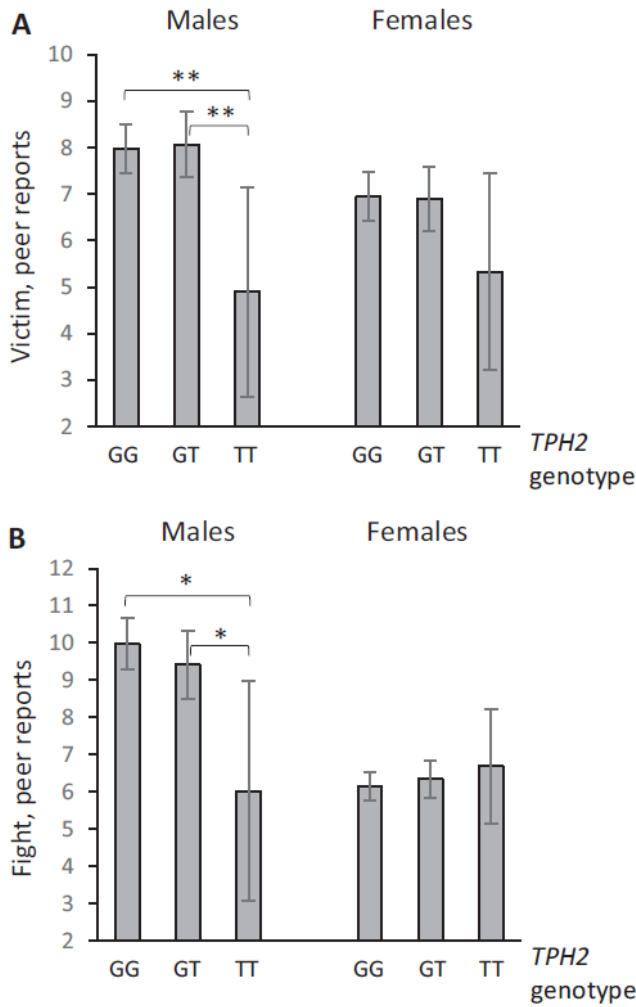 A
Males Females
10
9
8
7
6
5
4
3
2
Victim, peer reports
**
**
GG GT TT GG GT TT
TPH2
genotype
B
Males Females
12
11
10
9
8
7
6
5
4
3
2
Fight, peer reports
*
*
GG GT TT GG GT TT
TPH2
genotype